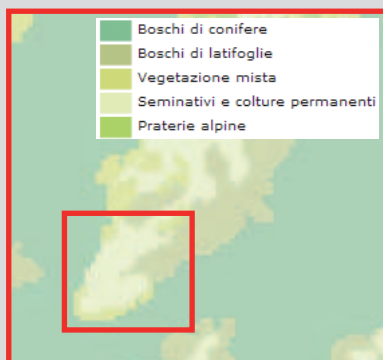 Boschi di conifere
Boschi di latifoglie
Vegetazione mista
Seminativi e colture permanenti
Praterie alpine